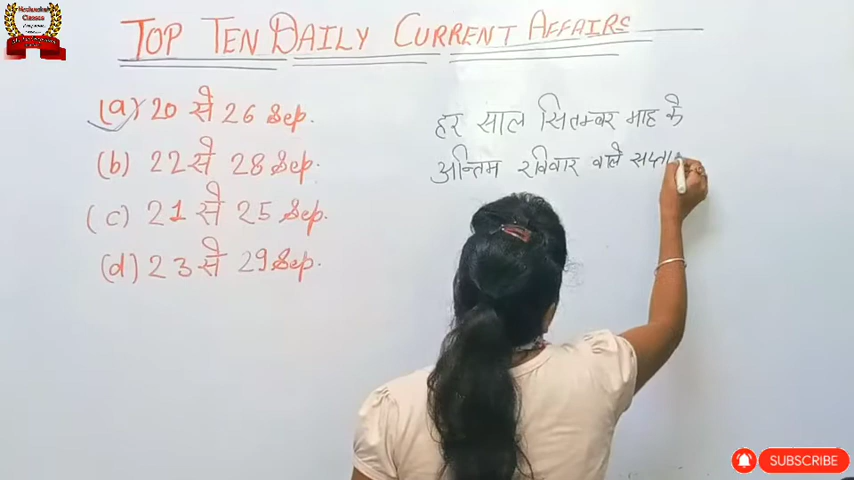 TOP TEN DAILY CURRENT AFFAIRS
(a) 20 से 26 Sep.
(b) 22 से 28 Sep.
(c) 21 से 25 Sep.
(d) 23 से 29 Sep.
हर साल सितम्बर माह के
अन्तिम रविवार वाले सप्ता
SUBSCRIBE